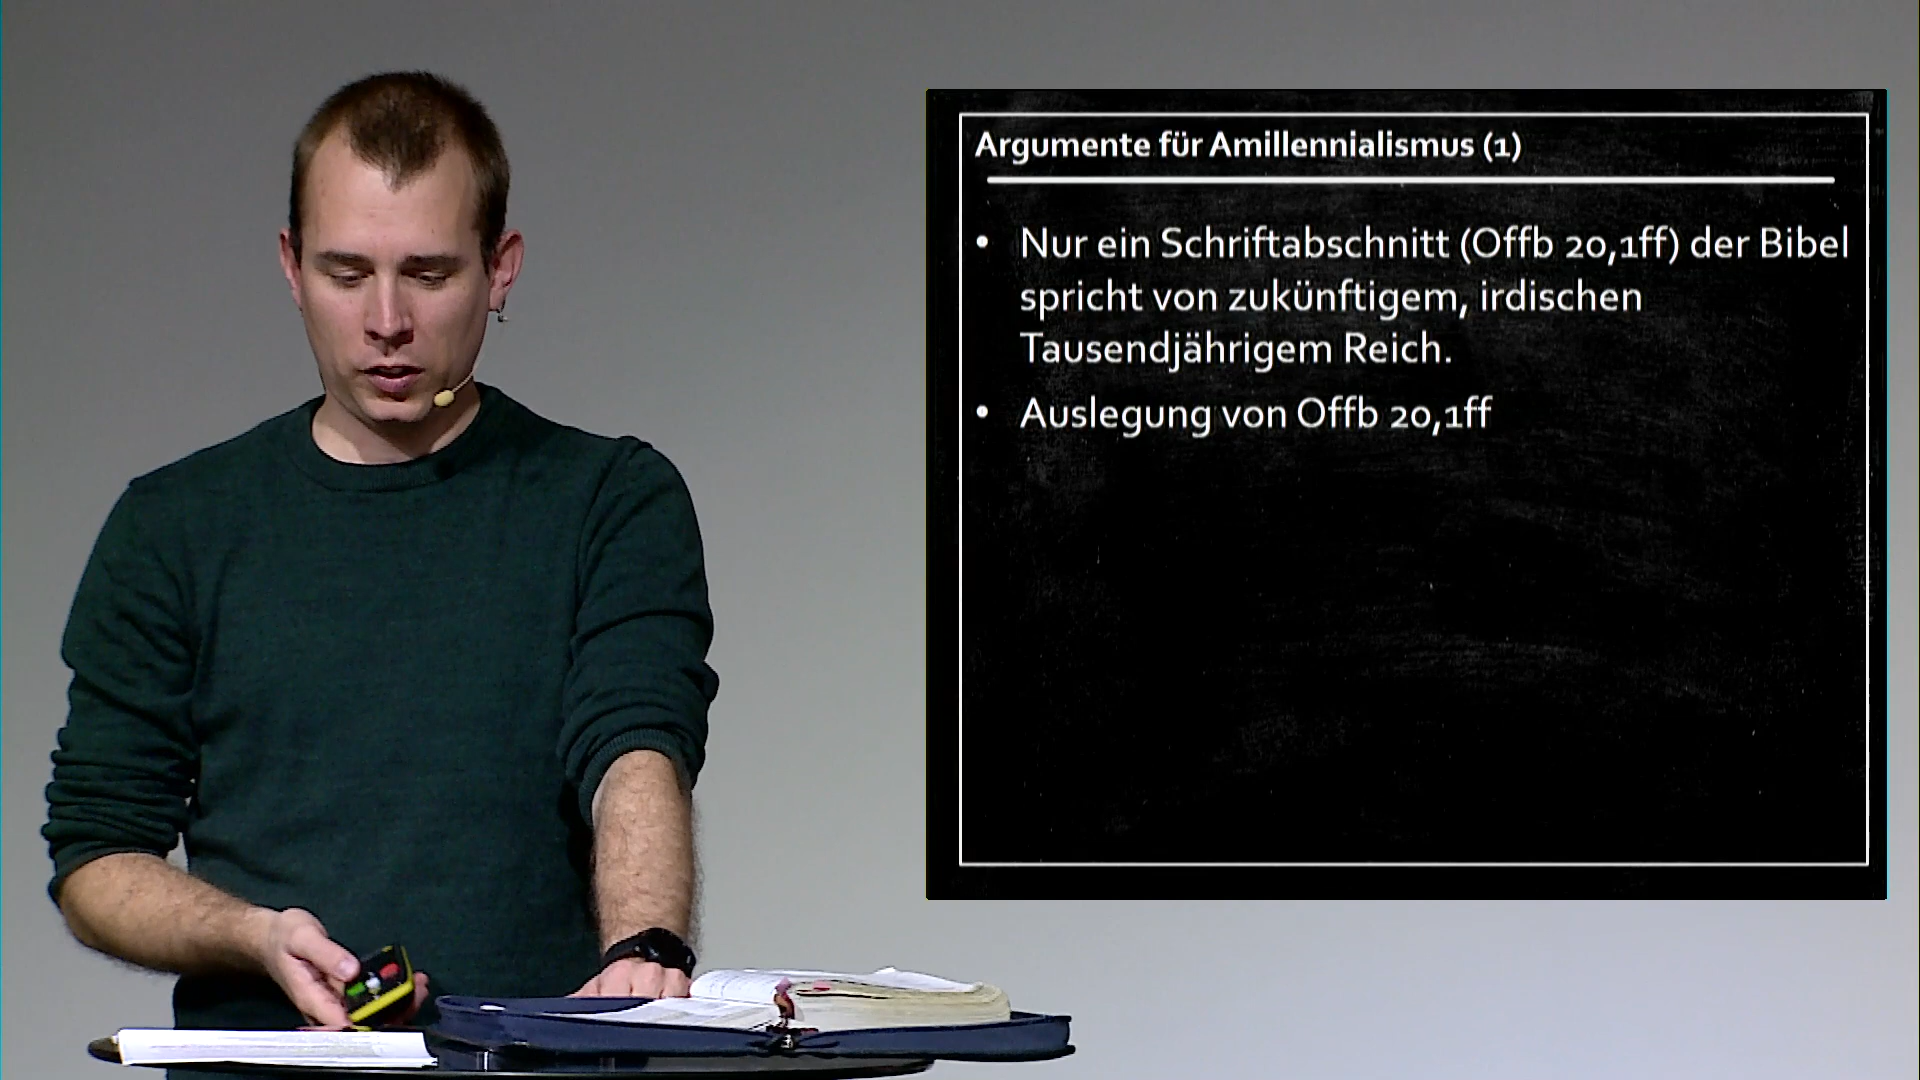 Argumente für Amillennialismus (1)
• Nur ein Schriftabschnitt (Offb 20,1ff) der Bibel
spricht von zukünftigem, irdischen
Tausendjährigem Reich.
• Auslegung von Offb 20,1ff